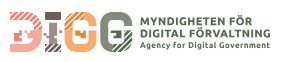 DIGG
MYNDIGHETEN FÖR
DIGITAL FÖRVALTNING
Agency for Digital Government